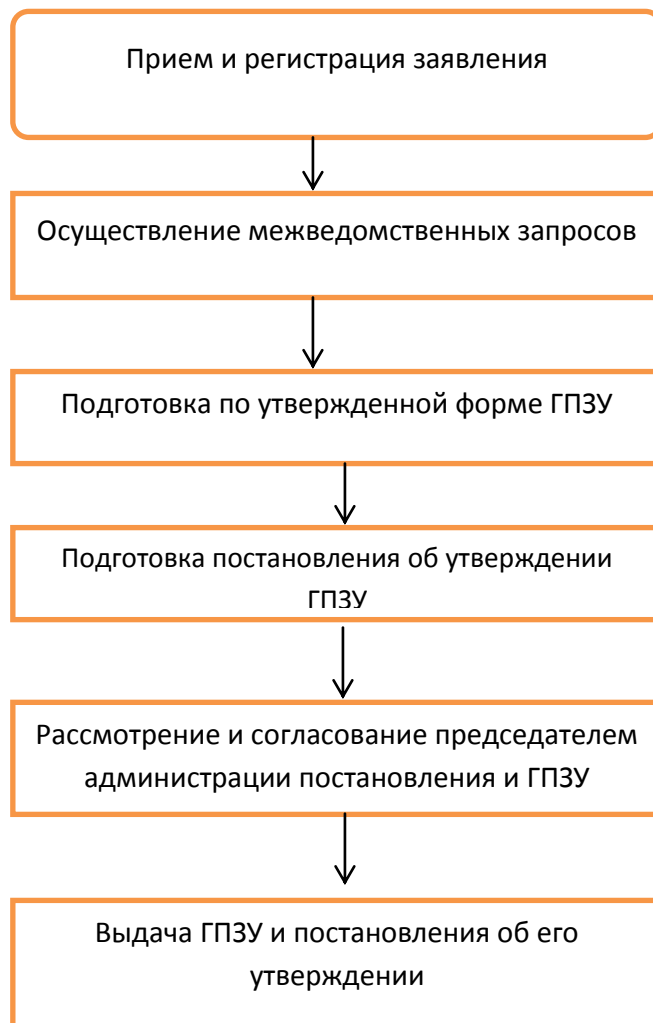 Прием и регистрация заявления
Осуществление межведомственных запросов
Подготовка по утвержденной форме ГПЗУ
Подготовка постановления об утверждении
ГПЗУ
Рассмотрение и согласование председателем
администрации постановления и ГПЗУ
Выдача ГПЗУ и постановления об его
утверждении